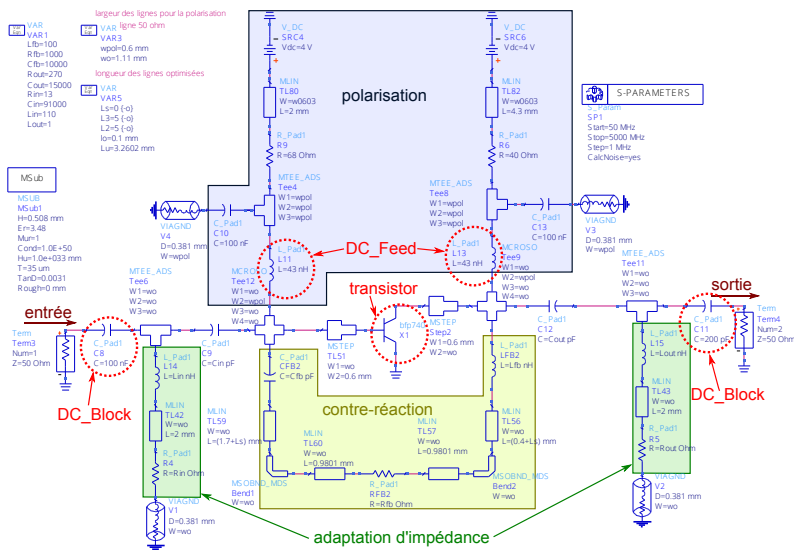 largeur des lignes pour la polarisation
Var
Eqn
VAR
VAR1
Lfb=100
Rfb=1000
Cfb=10000
Rout=270
Cout=15000
Rin=13
Cin=91000
Lin=110
Lout=1
Var
Eqn
ligne 50 ohm
VAR3
wpol=0.6 mm
wo=1.11 mm
longueur des lignes optimisées
Var
Eqn
VAR
VAR5
Ls=0 {-o}
L3=5 {-o}
L2=5 {-o}
lo=0.1 mm
Lu=3.2602 mm
MSub
MSUB
MSub1
H=0.508 mm
Er=3.48
Mur=1
Cond=1.0E+50
Hu=1.0e+033 mm
T=35 um
TanD=0.0031
Rough=0 mm
V_DC
SRC4
Vdc=4 V
MLIN
TL80
W=w0603
L=2 mm
R_Pad1
R9
R=68 Ohm
MTEE_ADS
Tee4
W1=wpol
W2=wpol
W3=wpol
polarisation
V_DC
SRC6
Vdc=4 V
MLIN
TL82
W=w0603
L=4.3 mm
R_Pad1
R6
R=40 Ohm
MTEE_ADS
Tee8
W1=wpol
W2=wpol
W3=wpol
S-PARAMETERS
S_Param
SP1
Start=50 MHz
Stop=5000 MHz
Step=1 MHz
CalcNoise=yes
VIAGND
V4
D=0.381 mm
W=wpol
C_Pad1
C10
C=100 nF
C_Pad1
C13
C=100 nF
VIAGND
V3
D=0.381 mm
W=wpol
L_Pad1
L11
L=43 nH
DC_Feed
L_Pad1
L13
L=43 nH
MCROSO
Tee12
W1=wo
W2=wo
W3=wo
W4=wo
MCROSO
Tee9
W1=wo
W2=wo
W3=wo
W4=wo
MTEE_ADS
Tee6
W1=wo
W2=wo
W3=wo
MTEE_ADS
Tee11
W1=wo
W2=wo
W3=wo
transistor
entrée
sortie
Term
Term3
Num=1
Z=50 Ohm
C_Pad1
C8
C=100 nF
C_Pad1
C9
C=Cin pF
MSTEP
TL51
W1=wo
W2=0.6 mm
bfp740
X1
MSTEP
Step2
W1=0.6 mm
W2=wo
C_Pad1
C12
C=Cout pF
C_Pad1
C11
C=200 pF
Term
Term4
Num=2
Z=50 Ohm
DC_Block
DC_Block
L_Pad1
L14
L=Lin nH
MLIN
TL42
W=wo
L=2 mm
R_Pad1
R4
R=Rin Ohm
VIAGND
V1
D=0.381 mm
W=wo
MLIN
TL59
W=wo
L=(1.7+Ls) mm
C_Pad1
CFB2
C=Cfb pF
L_Pad1
LFB2
L=Lfb nH
contre-réaction
MLIN
TL60
W=wo
L=0.9801 mm
MLIN
TL57
W=wo
L=0.9801 mm
MLIN
TL56
W=wo
L=(0.4+Ls) mm
MSOBND_MDS
Bend1
W=wo
R_Pad1
RFB2
R=Rfb Ohm
MSOBND_MDS
Bend2
W=wo
L_Pad1
L15
L=Lout nH
MLIN
TL43
W=wo
L=2 mm
R_Pad1
R5
R=Rout Ohm
VIAGND
V2
D=0.381 mm
W=wo
adaptation d'impédance